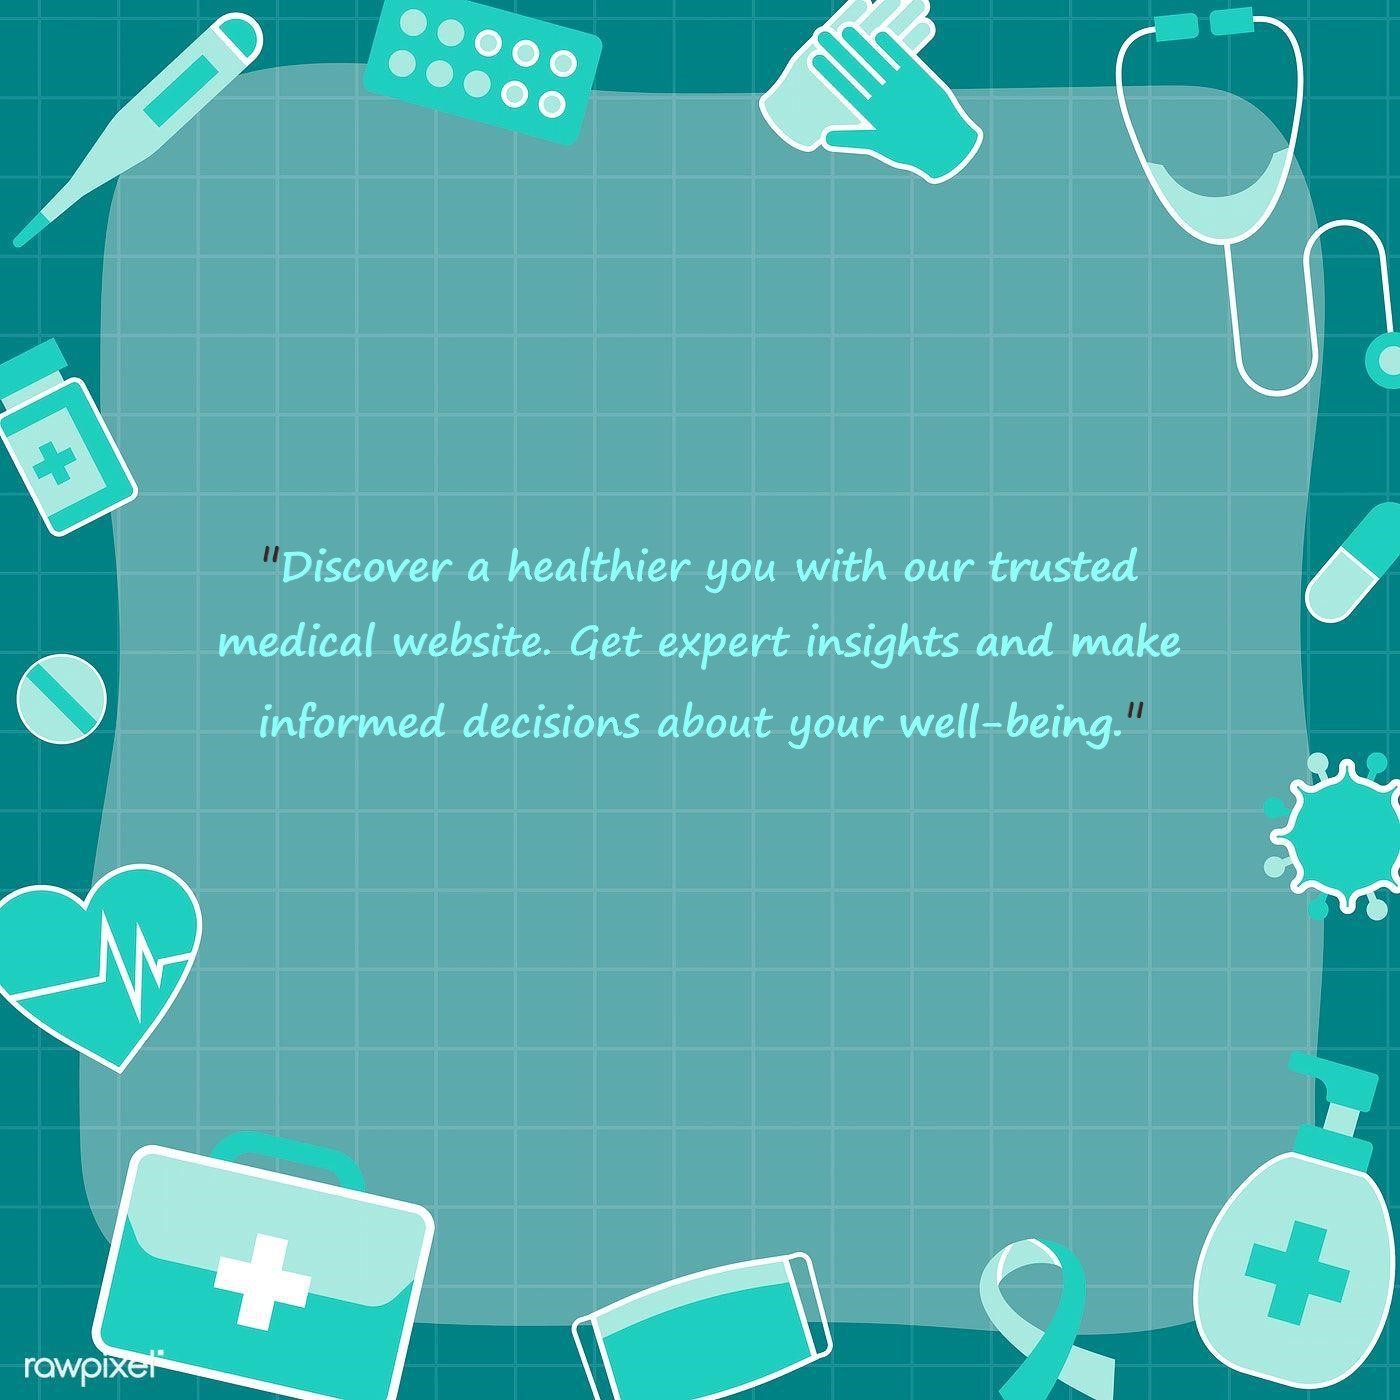 "Discover a healthier you with our trusted
medical website. Get expert insights and make
informed decisions about your well-being."
rawpixel